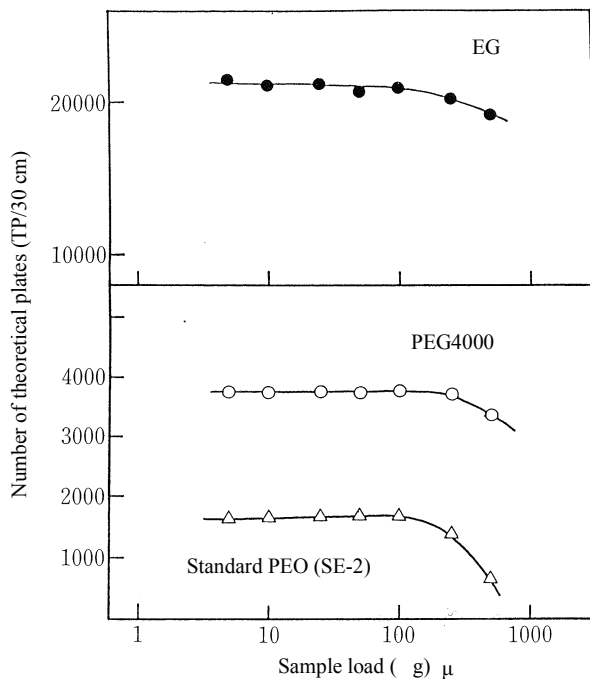 EG
20000
10000
Number of theoretical plates (TP/30 cm)
PEG4000
4000
3000
2000
1000
Standard PEO (SE-2)
1 10 100 1000
Sample load ( g) μ